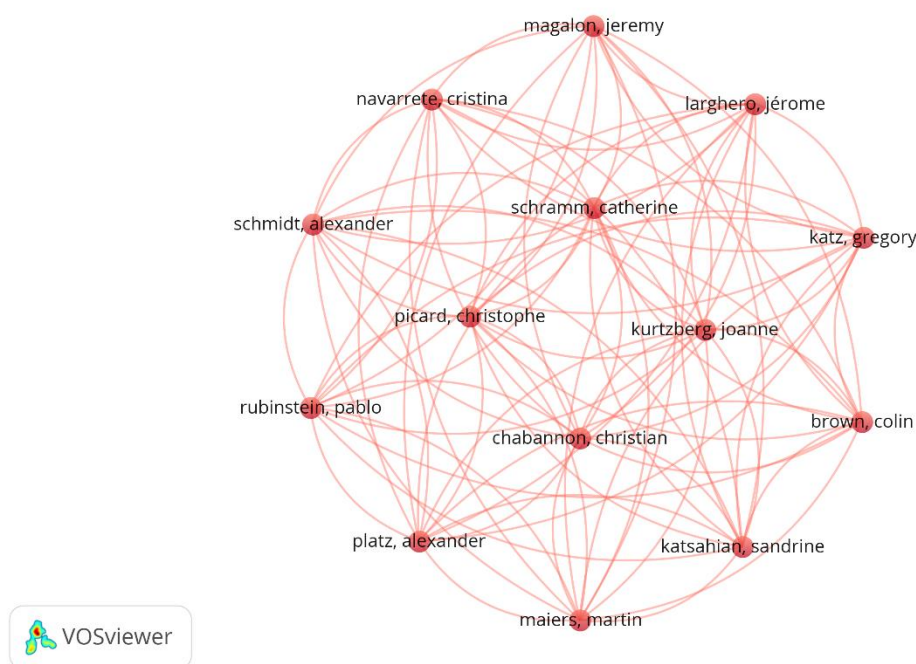 magalon, jeremy
navarrete, cristina
larghero, jérome
schramm, catherine
schmidt, alexander
katz, gregory
picard, christophe
kurtzberg, joanne
rubinstein, pablo
brown, colin
chabannon, christian
platz, alexander
katsahian, sandrine
maiers, martin
VOSviewer